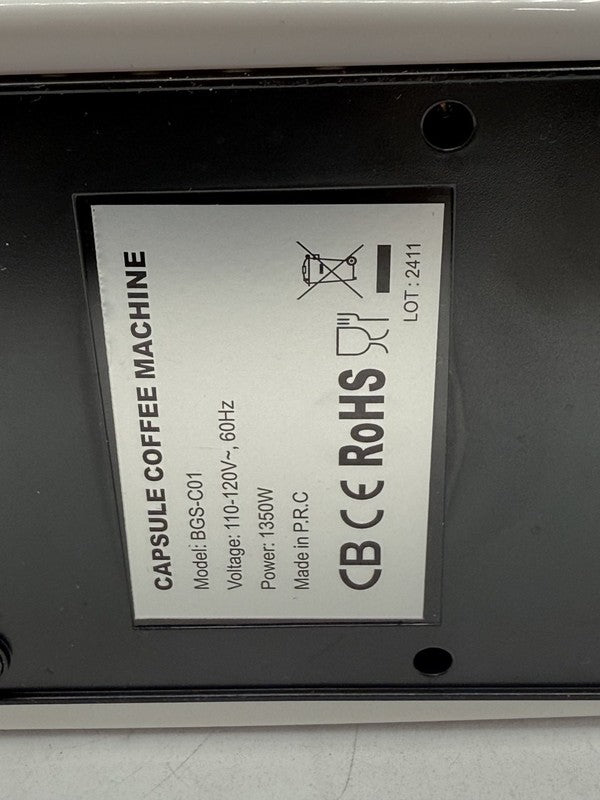 CAPSULE COFFEE MACHINE
Model: BGS-C01
Voltage: 110-120V~, 60Hz
Power: 1350W
Made in P.R.C
CB CE RoHS
LOT: 2411